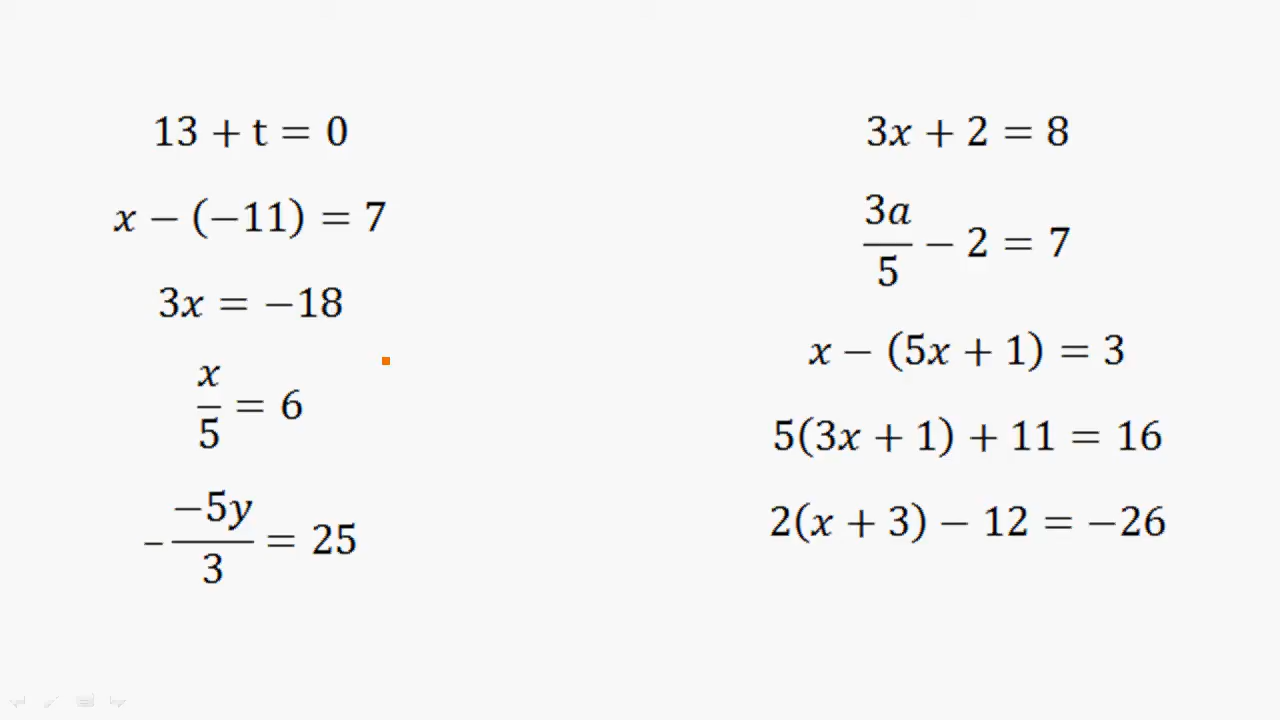 13 + t = 0
x − (−11) = 7
3x = −18
x/5 = 6
-−5y/3 = 25
3x + 2 = 8
3a/5 − 2 = 7
x − (5x + 1) = 3
5(3x + 1) + 11 = 16
2(x + 3) − 12 = −26